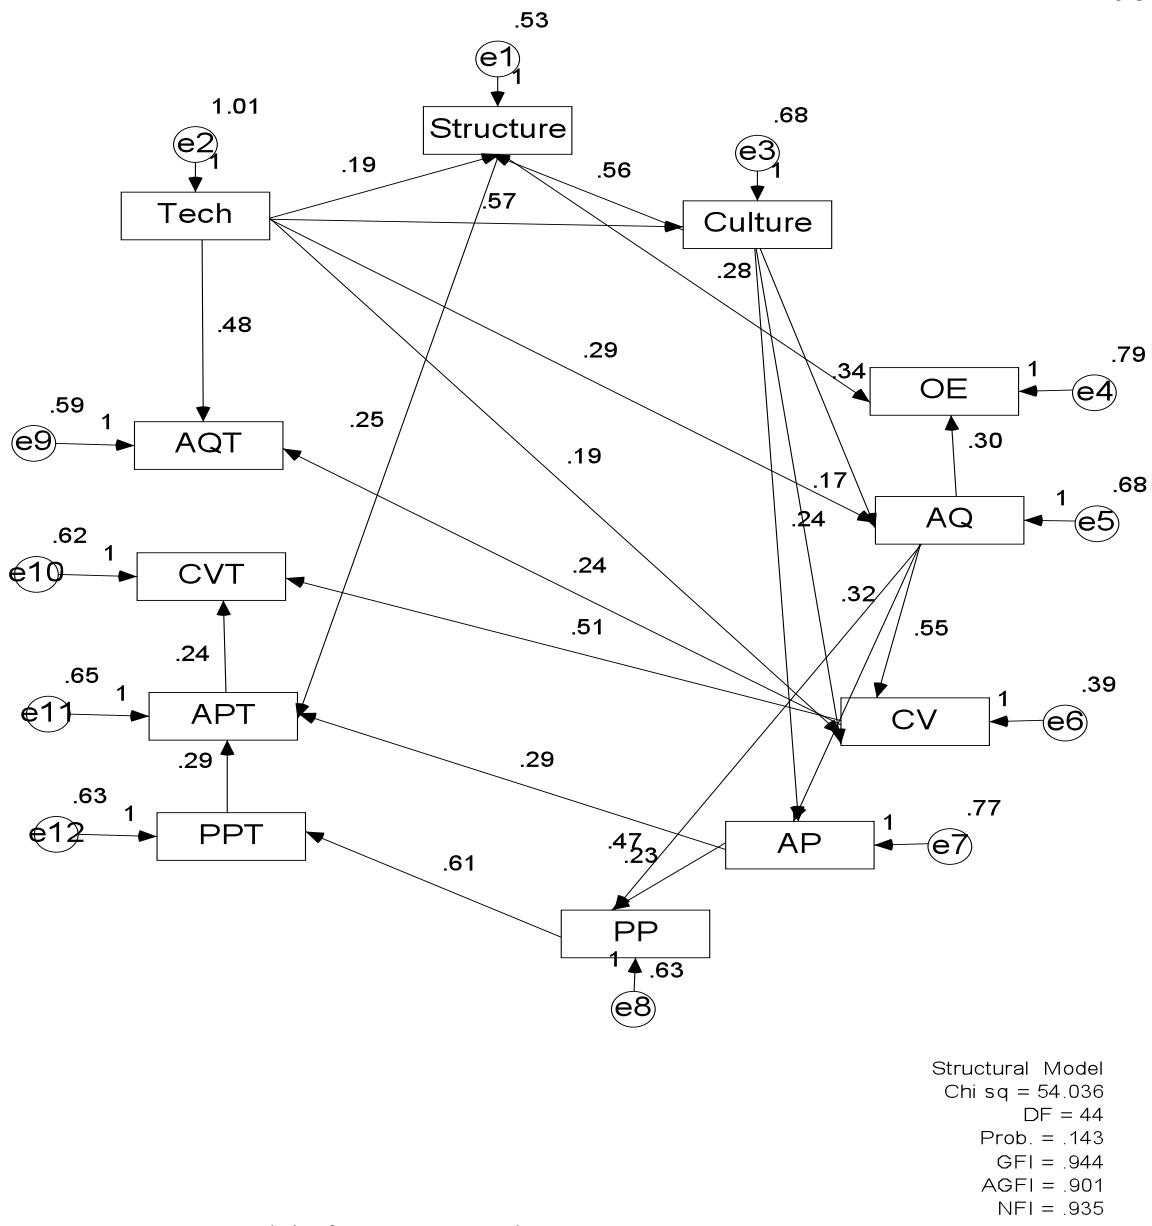 .53
e1
1
Structure
1.01
e2
1
Tech
.68
e3
1
Culture
.19
.56
.57
.28
.48
.29
.34
OE
1
.79
e4
.59
1
e9
AQT
.25
.19
.30
.17
.24
AQ
1
.68
e5
.62
1
e10
CVT
.24
.32
.55
.51
.24
.65
1
e11
APT
CV
1
.39
e6
.29
.29
.63
1
e12
PPT
.47
.23
AP
1
.77
e7
.61
PP
1
.63
e8
Structural Model
Chi sq = 54.036
DF = 44
Prob. = .143
GFI = .944
AGFI = .901
NFI = .935